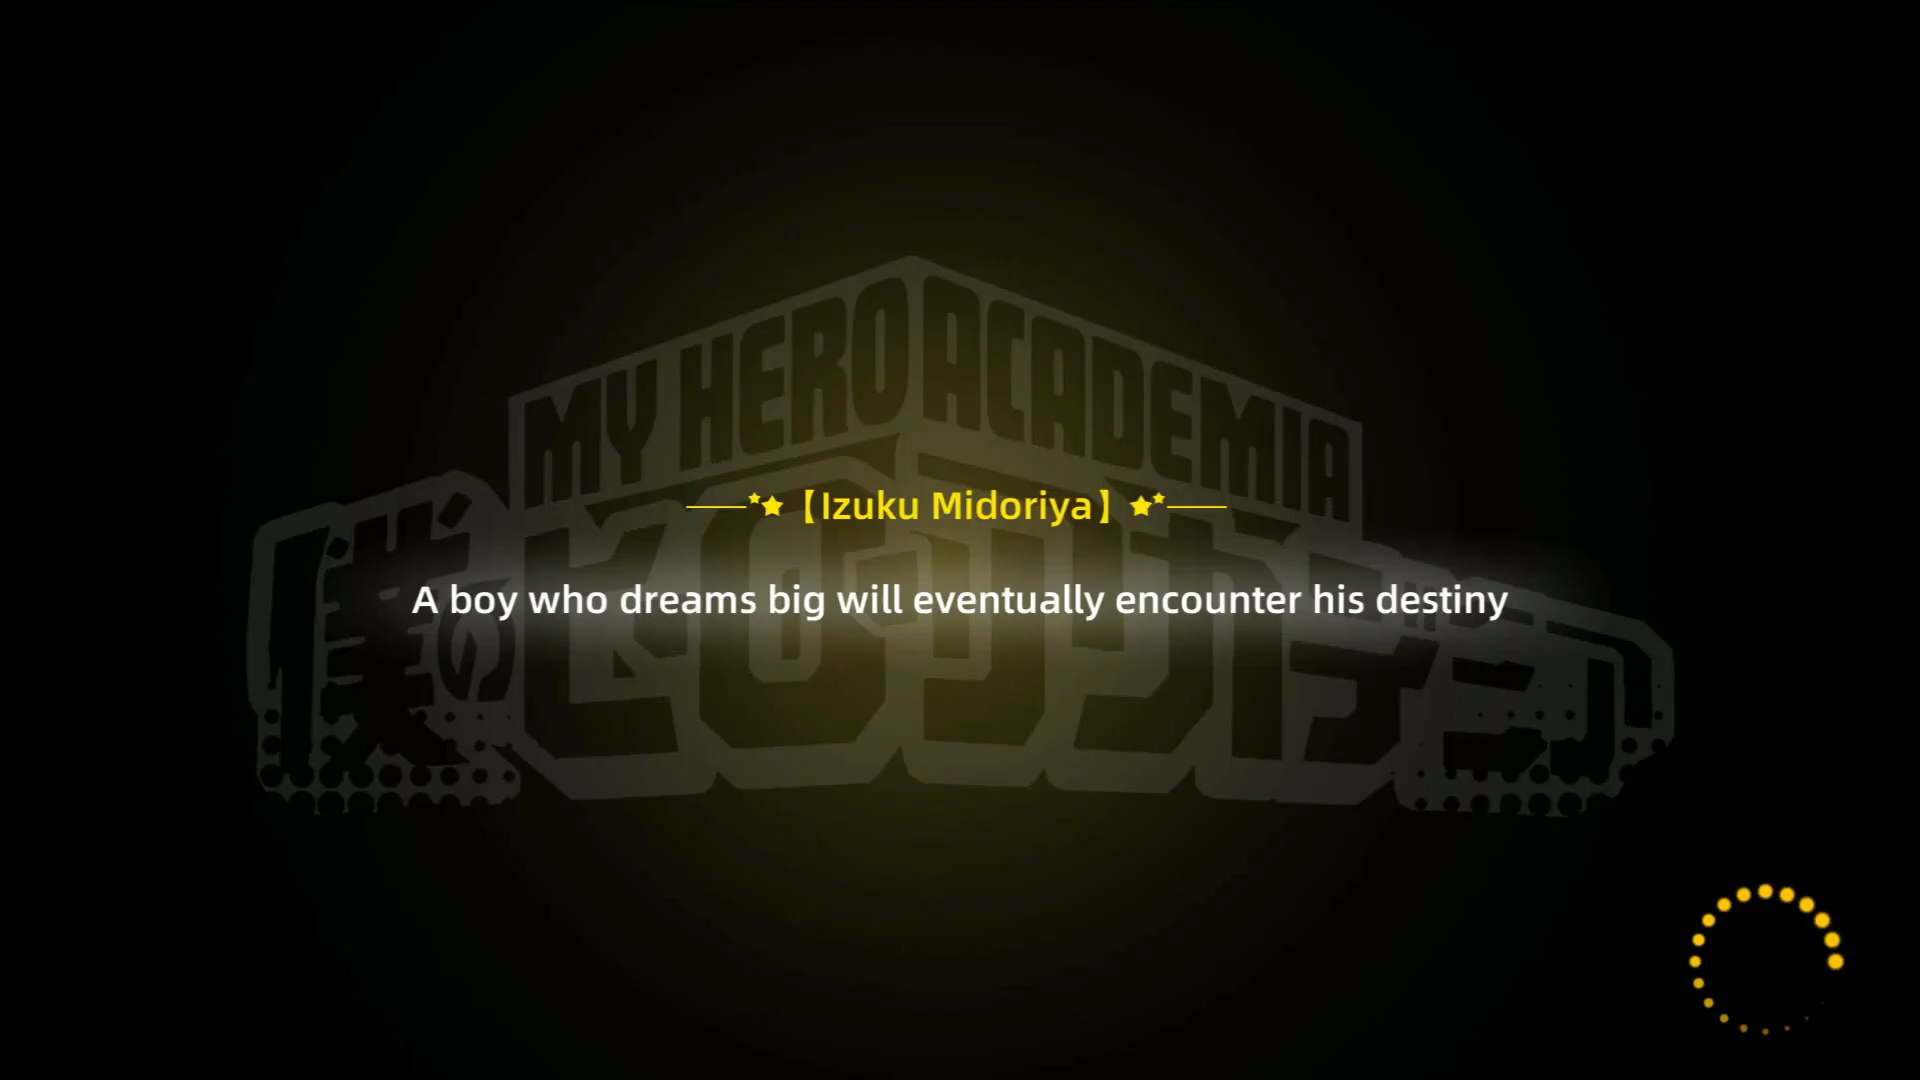 MY HERO ACADEMIA
【Izuku Midoriya】
僕のヒーローアカデミア
A boy who dreams big will eventually encounter his destiny